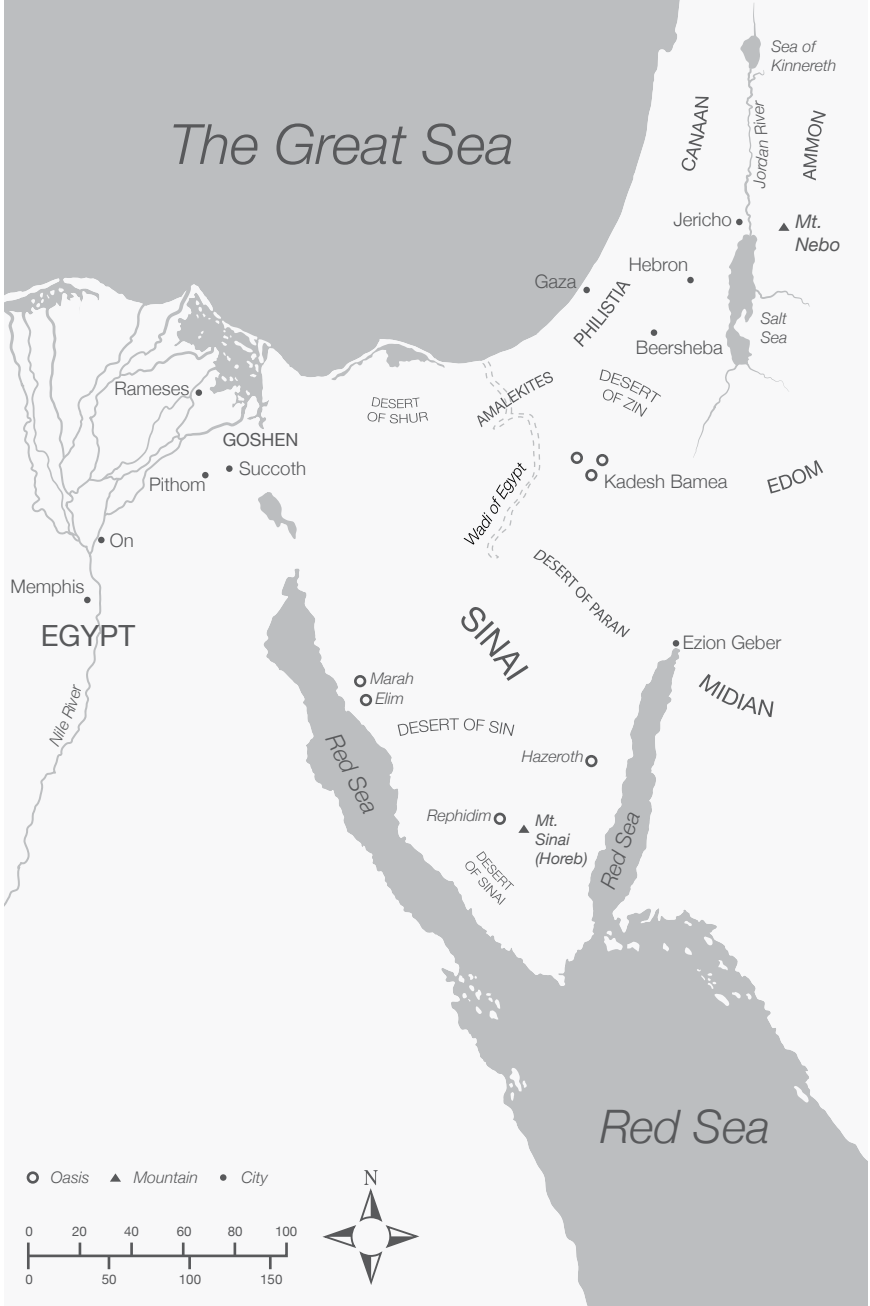 Sea of
Kinnereth
The Great Sea
CANAAN
Jordan River
AMMON
Jericho
Mt.
Nebo
Hebron
Gaza
PHILISTIA
Salt
Sea
Beersheba
Rameses
DESERT
OF SHUR
AMALEKITES
DESERT
OF ZIN
GOSHEN
Succoth
Pithom
Kadesh Bamea
EDOM
Wadi of Egypt
On
Memphis
EGYPT
DESERT OF PARAN
SINAI
Ezion Geber
MIDIAN
Nile River
Marah
Elim
DESERT OF SIN
Red Sea
Hazeroth
Rephidim
Mt.
Sinai
(Horeb)
Red Sea
DESERT
OF SINAI
Red Sea
Oasis Mountain City
N
0 20 40 60 80 100
0 50 100 150